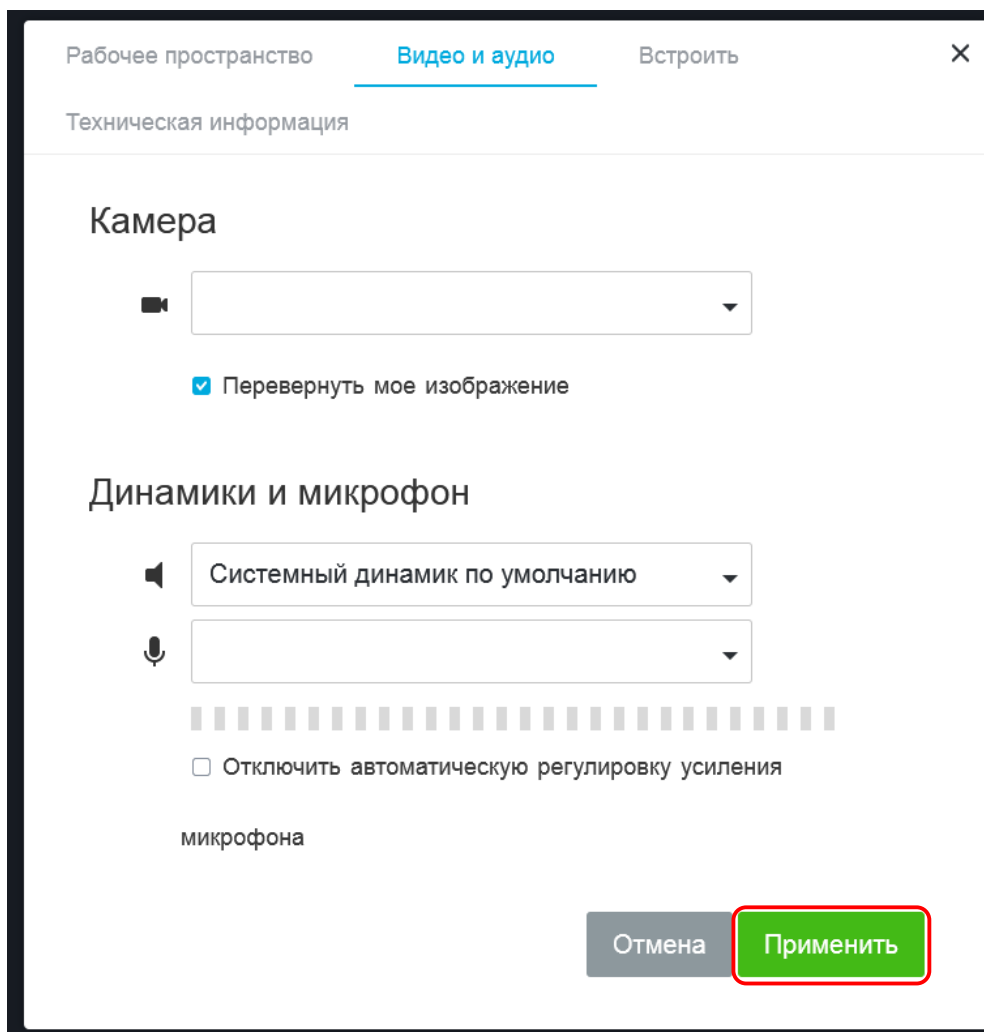 Рабочее пространство Видео и аудио Встроить
Техническая информация
Камера
Перевернуть мое изображение
Динамики и микрофон
Системный динамик по умолчанию
Отключить автоматическую регулировку усиления
микрофона
Отмена Применить